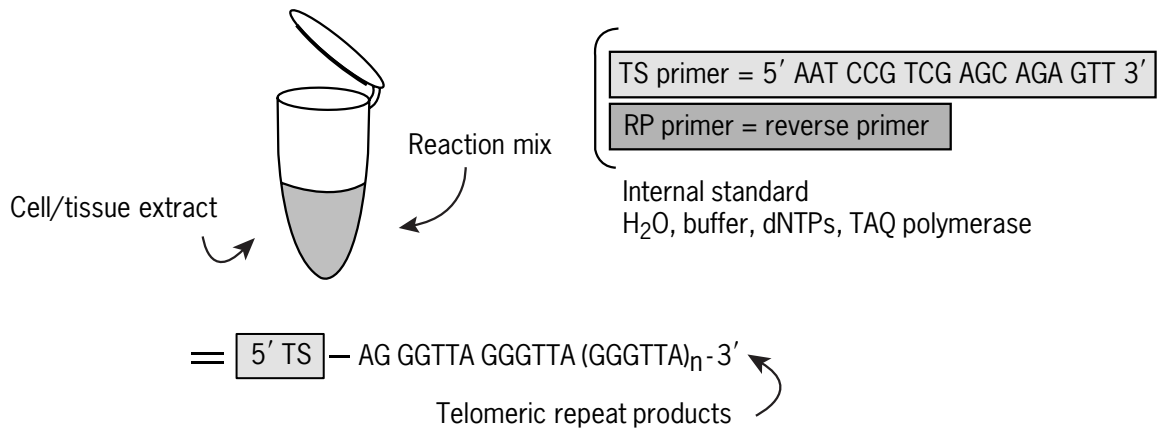 TS primer = 5′ AAT CCG TCG AGC AGA GTT 3′
RP primer = reverse primer
Reaction mix
Internal standard
H₂O, buffer, dNTPs, TAQ polymerase
Cell/tissue extract
5′ TS – AG GGTTA GGGTTA (GGGTTA)n - 3′
Telomeric repeat products